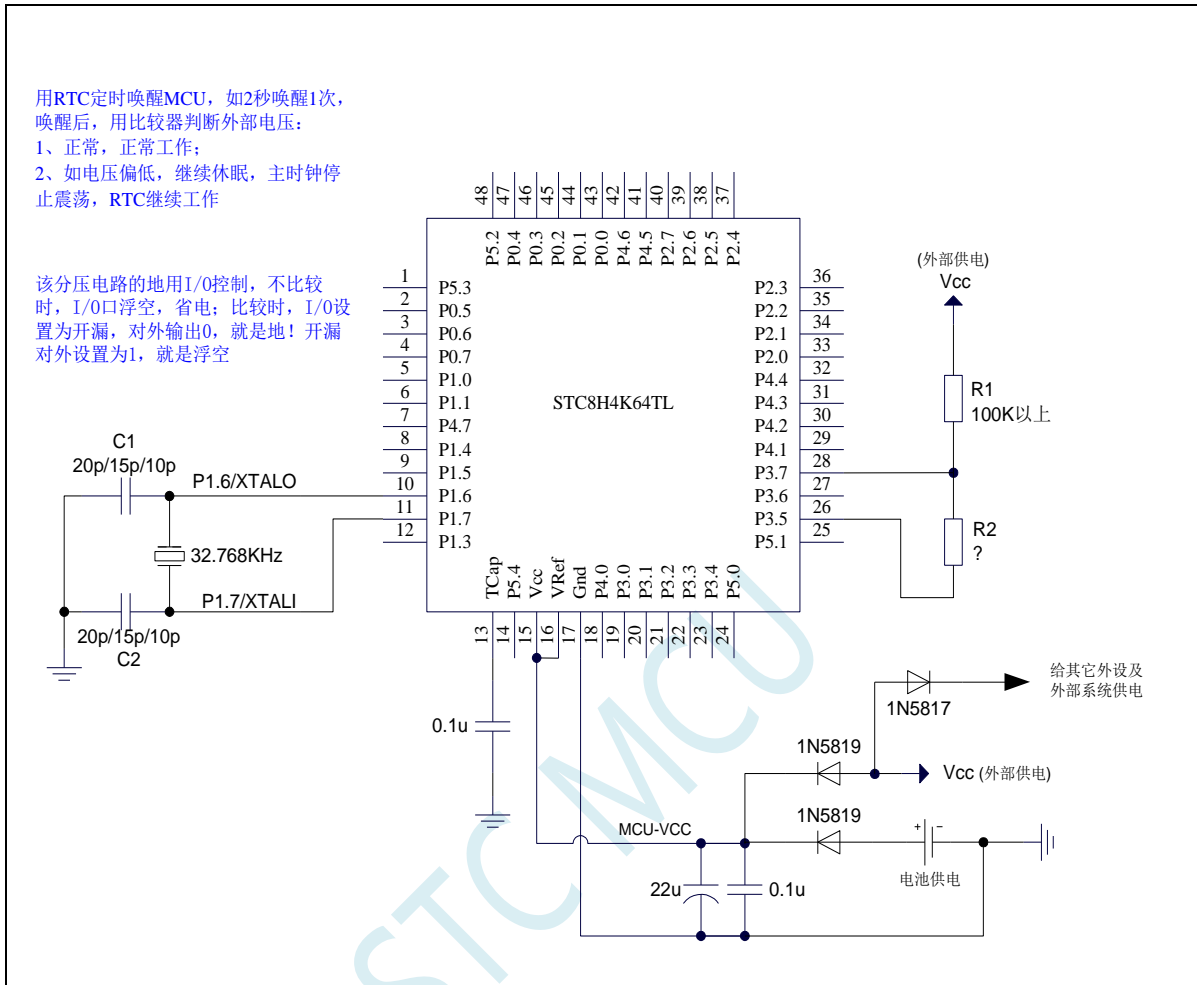 用RTC定时唤醒MCU，如2秒唤醒1次，
唤醒后，用比较器判断外部电压：
1、正常，正常工作；
2、如电压偏低，继续休眠，主时钟停
止震荡，RTC继续工作
该分压电路的地用I/O控制，不比较
时，I/O口浮空，省电；比较时，I/O设
置为开漏，对外输出0，就是地！开漏
对外设置为1，就是浮空
48 47 46 45 44 43 42 41 40 39 38 37
P5.2 P0.4 P0.3 P0.2 P0.1 P0.0 P4.6 P4.5 P2.7 P2.6 P2.5 P2.4
1 P5.3
2 P0.5
3 P0.6
4 P0.7
5 P1.0
6 P1.1
7 P4.7
8 P1.4
9 P1.5
10 P1.6
11 P1.7
12 P1.3
STC8H4K64TL
P2.3 36
P2.2 35
P2.1 34
P2.0 33
P4.4 32
P4.3 31
P4.2 30
P4.1 29
P3.7 28
P3.6 27
P3.5 26
P5.1 25
TCap P5.4 Vcc VRef Gnd P4.0 P3.0 P3.1 P3.2 P3.3 P3.4 P5.0
13 14 15 16 17 18 19 20 21 22 23 24
C1
20p/15p/10p
P1.6/XTALO
32.768KHz
P1.7/XTALI
20p/15p/10p
C2
(外部供电)
Vcc
R1
100K以上
R2
?
0.1u
给其它外设及
外部系统供电
1N5817
1N5819
Vcc (外部供电)
1N5819
MCU-VCC
+ −
电池供电
22u
0.1u
STC MCU